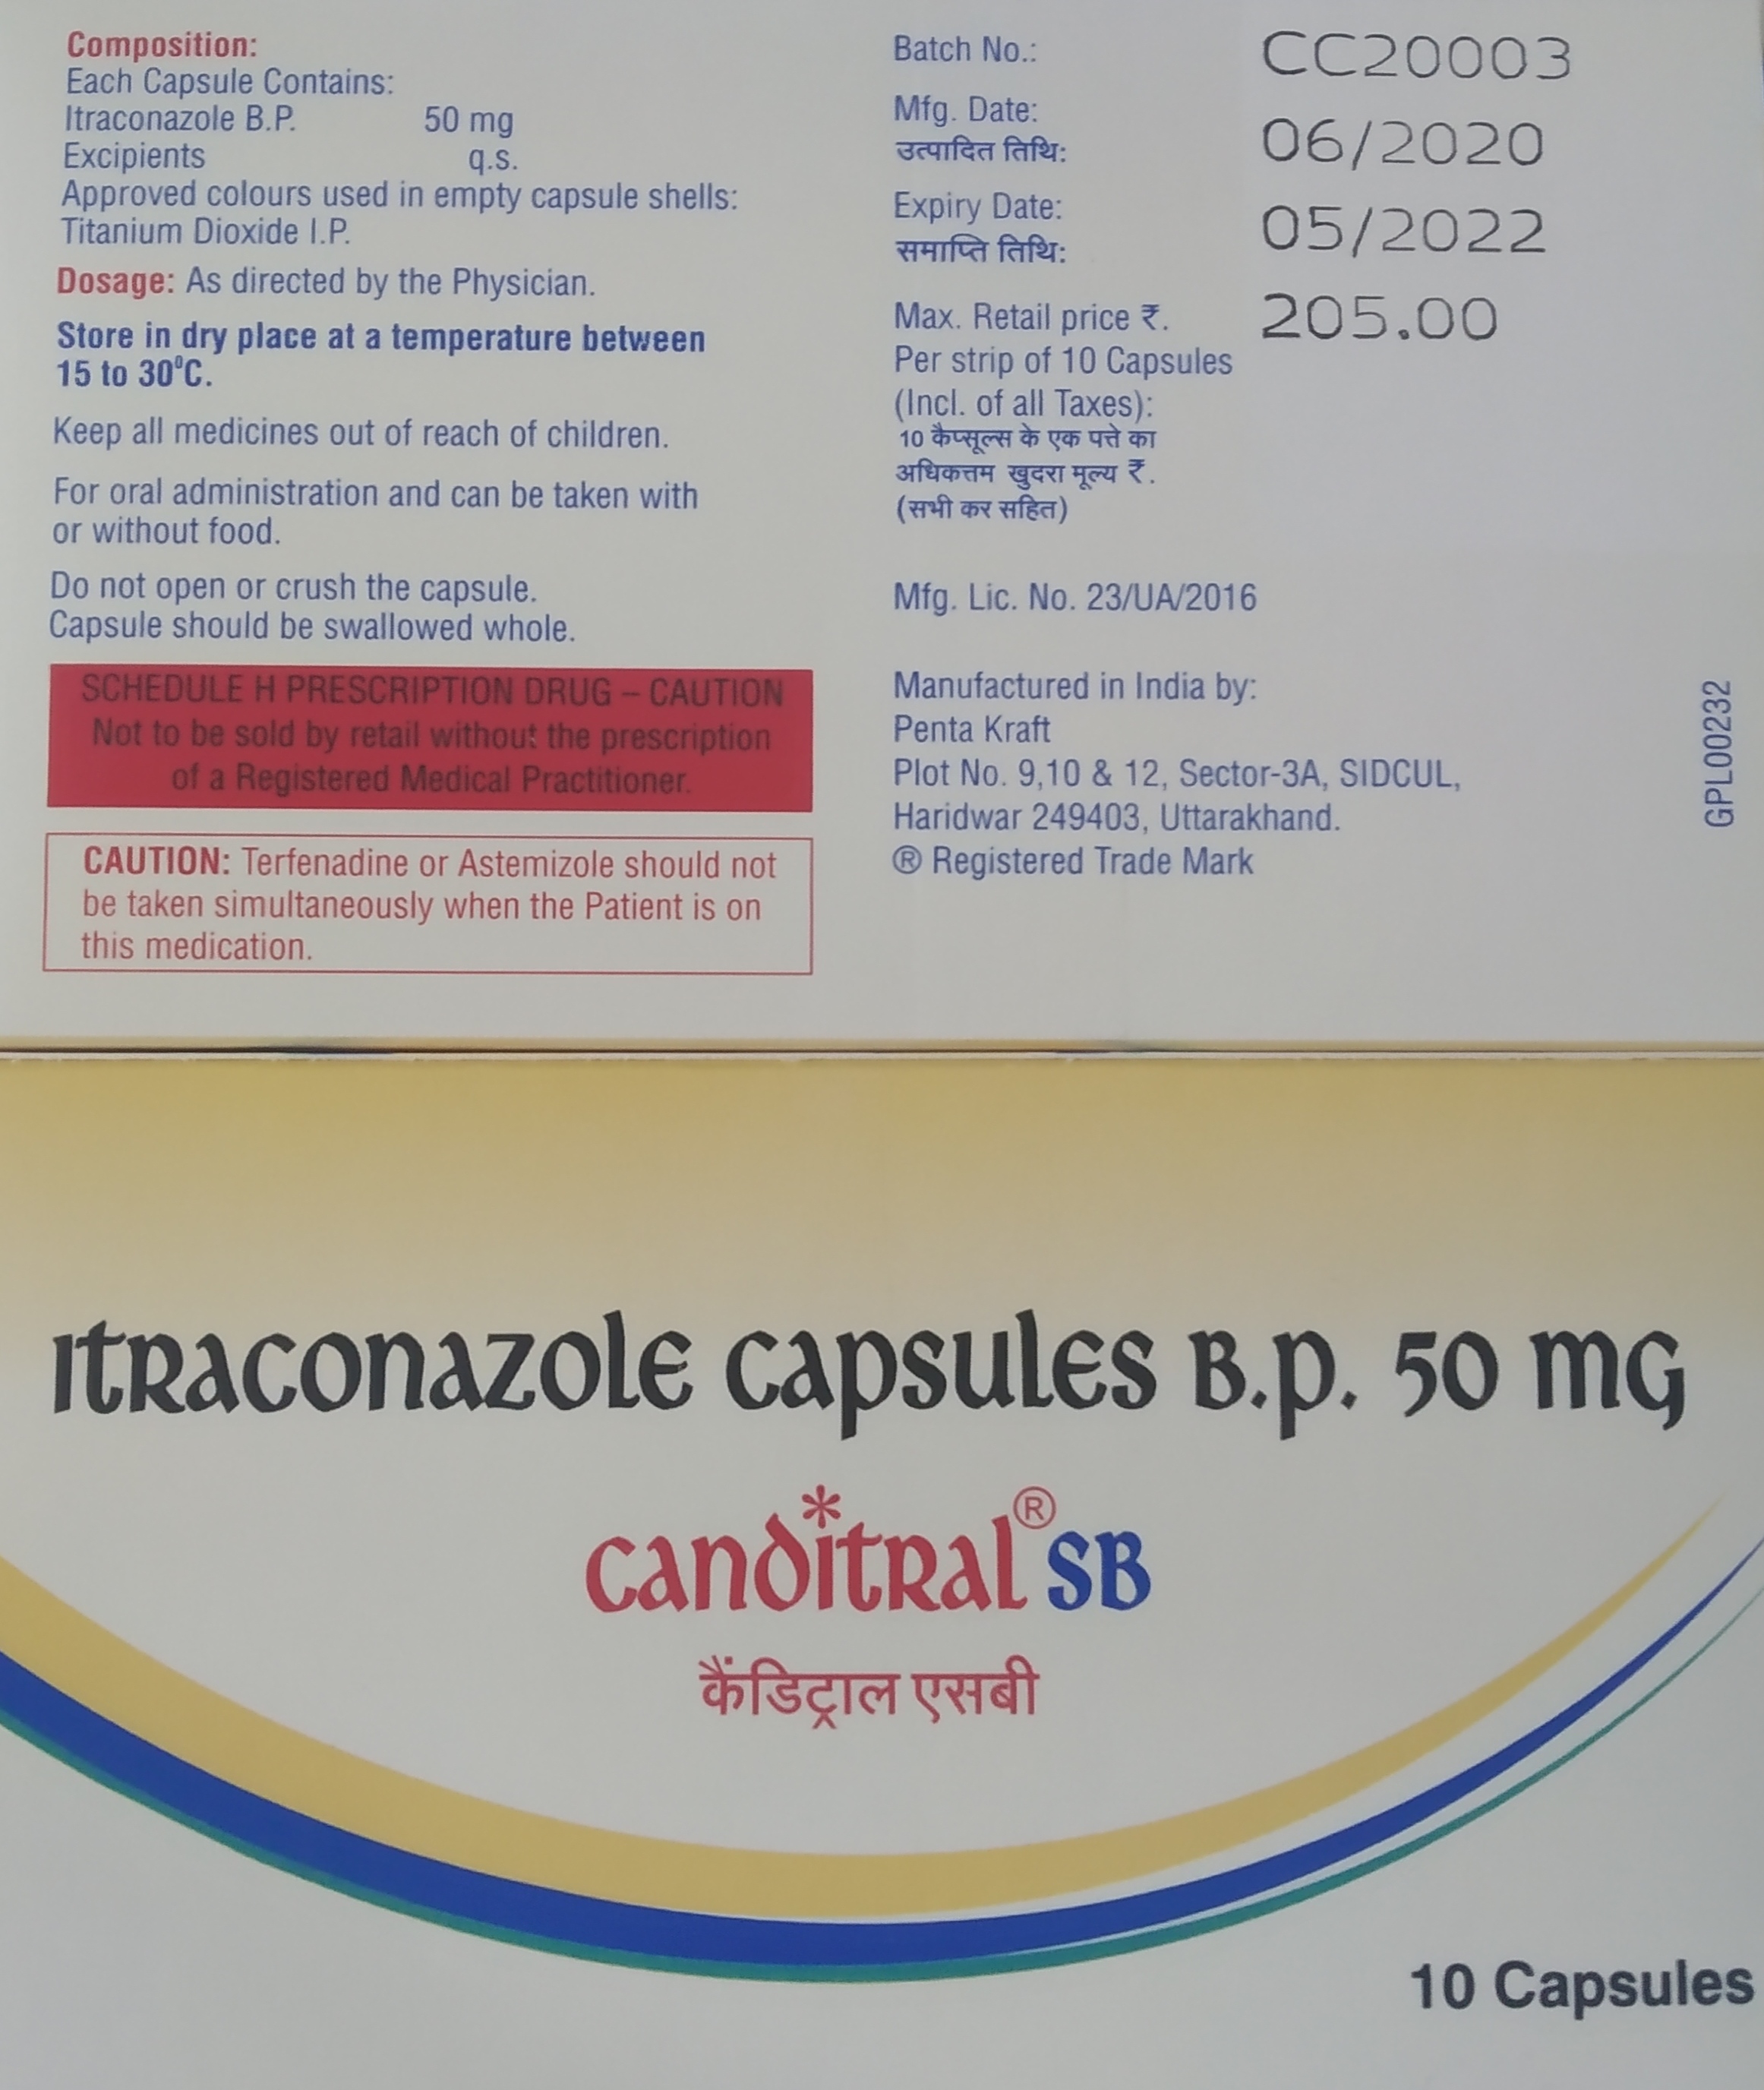 Composition:
Each Capsule Contains:
Itraconazole B.P. 50 mg
Excipients q.s.
Approved colours used in empty capsule shells:
Titanium Dioxide I.P.
Dosage: As directed by the Physician.
Store in dry place at a temperature between
15 to 30⁰C.
Keep all medicines out of reach of children.
For oral administration and can be taken with
or without food.
Do not open or crush the capsule.
Capsule should be swallowed whole.
SCHEDULE H PRESCRIPTION DRUG – CAUTION
Not to be sold by retail without the prescription
of a Registered Medical Practitioner.
CAUTION: Terfenadine or Astemizole should not
be taken simultaneously when the Patient is on
this medication.
Batch No.: CC20003
Mfg. Date: 06/2020
उत्पादित तिथि:
Expiry Date: 05/2022
समाप्ति तिथि:
Max. Retail price ₹. 205.00
Per strip of 10 Capsules
(Incl. of all Taxes):
10 कैप्सूल्स के एक पत्ते का
अधिकत्तम खुदरा मूल्य ₹.
(सभी कर सहित)
Mfg. Lic. No. 23/UA/2016
Manufactured in India by:
Penta Kraft
Plot No. 9,10 & 12, Sector-3A, SIDCUL,
Haridwar 249403, Uttarakhand.
® Registered Trade Mark
GPL00232
Itraconazole Capsules B.P. 50 mg
Canditral® SB
कैंडिट्राल एसबी
10 Capsules